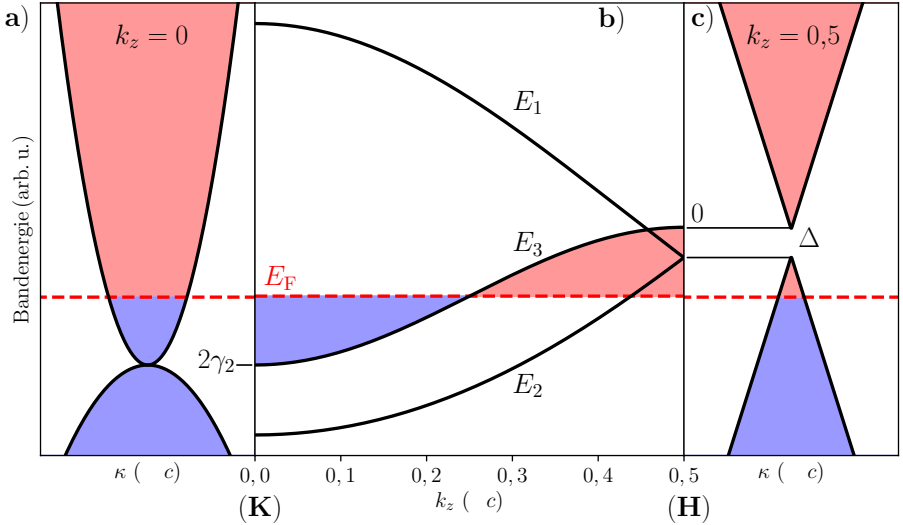 a)
k_z = 0
b)
c)
k_z = 0,5
E_1
E_3
E_2
E_F
2γ_2
0
Δ
Bandenergie (arb. u.)
κ ( c)
0,0
0,1
0,2
0,3
0,4
0,5
κ ( c)
k_z ( c)
(K)
(H)